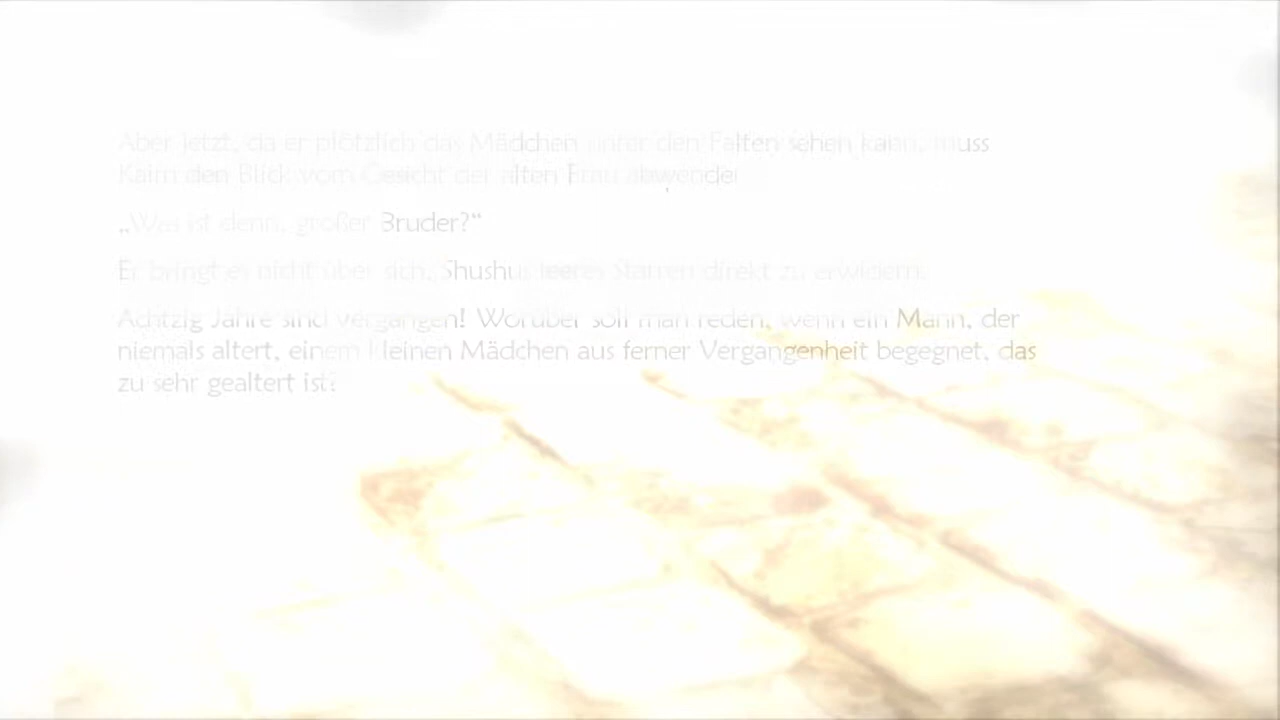 Aber jetzt, da er plötzlich das Mädchen unter den Falten sehen kann, muss
Kaim den Blick vom Gesicht der alten Frau abwenden.
„Was ist denn, großer Bruder?“
Er bringt es nicht über sich, Shushus leeres Starren direkt zu erwidern.
Achtzig Jahre sind vergangen! Worüber soll man reden, wenn ein Mann, der
niemals altert, einem kleinen Mädchen aus ferner Vergangenheit begegnet, das
zu sehr gealtert ist?